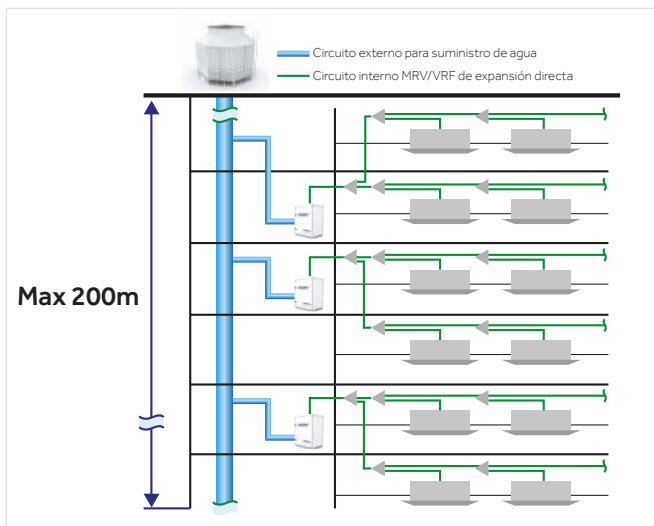 Circuito externo para suministro de agua
Circuito interno MRV/VRF de expansión directa
Max 200m